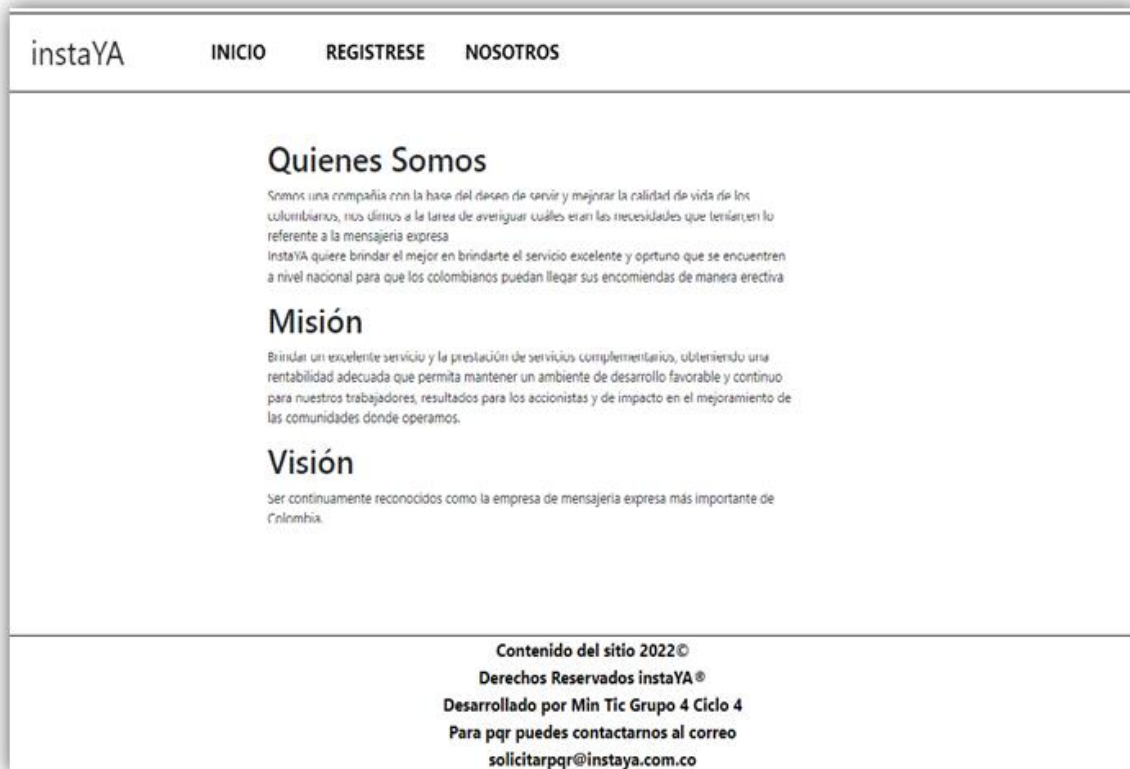 instaYA INICIO REGISTRESE NOSOTROS
Quienes Somos
Somos una compañia con la base del deseo de servir y mejorar la calidad de vida de los
colombianos, nos dimos a la tarea de averiguar cuáles eran las necesidades que tenían,en lo
referente a la mensajeria expresa
InstaYA quiere brindar el mejor en brindarte el servicio excelente y oprtuno que se encuentren
a nivel nacional para que los colombianos puedan llegar sus encomiendas de manera erectiva
Misión
Brindar un excelente servicio y la prestación de servicios complementarios, obteniendo una
rentabilidad adecuada que permita mantener un ambiente de desarrollo favorable y continuo
para nuestros trabajadores, resultados para los accionistas y de impacto en el mejoramiento de
las comunidades donde operamos.
Visión
Ser continuamente reconocidos como la empresa de mensajeria expresa más importante de
Colombia.
Contenido del sitio 2022©
Derechos Reservados instaYA®
Desarrollado por Min Tic Grupo 4 Ciclo 4
Para pqr puedes contactarnos al correo
solicitarpqr@instaya.com.co